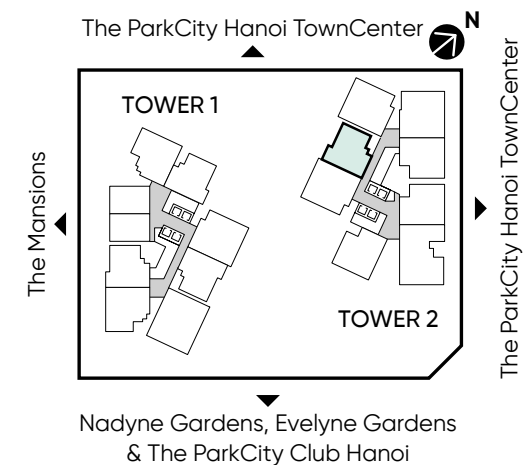 The ParkCity Hanoi TownCenter
N
TOWER 1
The Mansions
The ParkCity Hanoi TownCenter
TOWER 2
Nadyne Gardens, Evelyne Gardens
& The ParkCity Club Hanoi